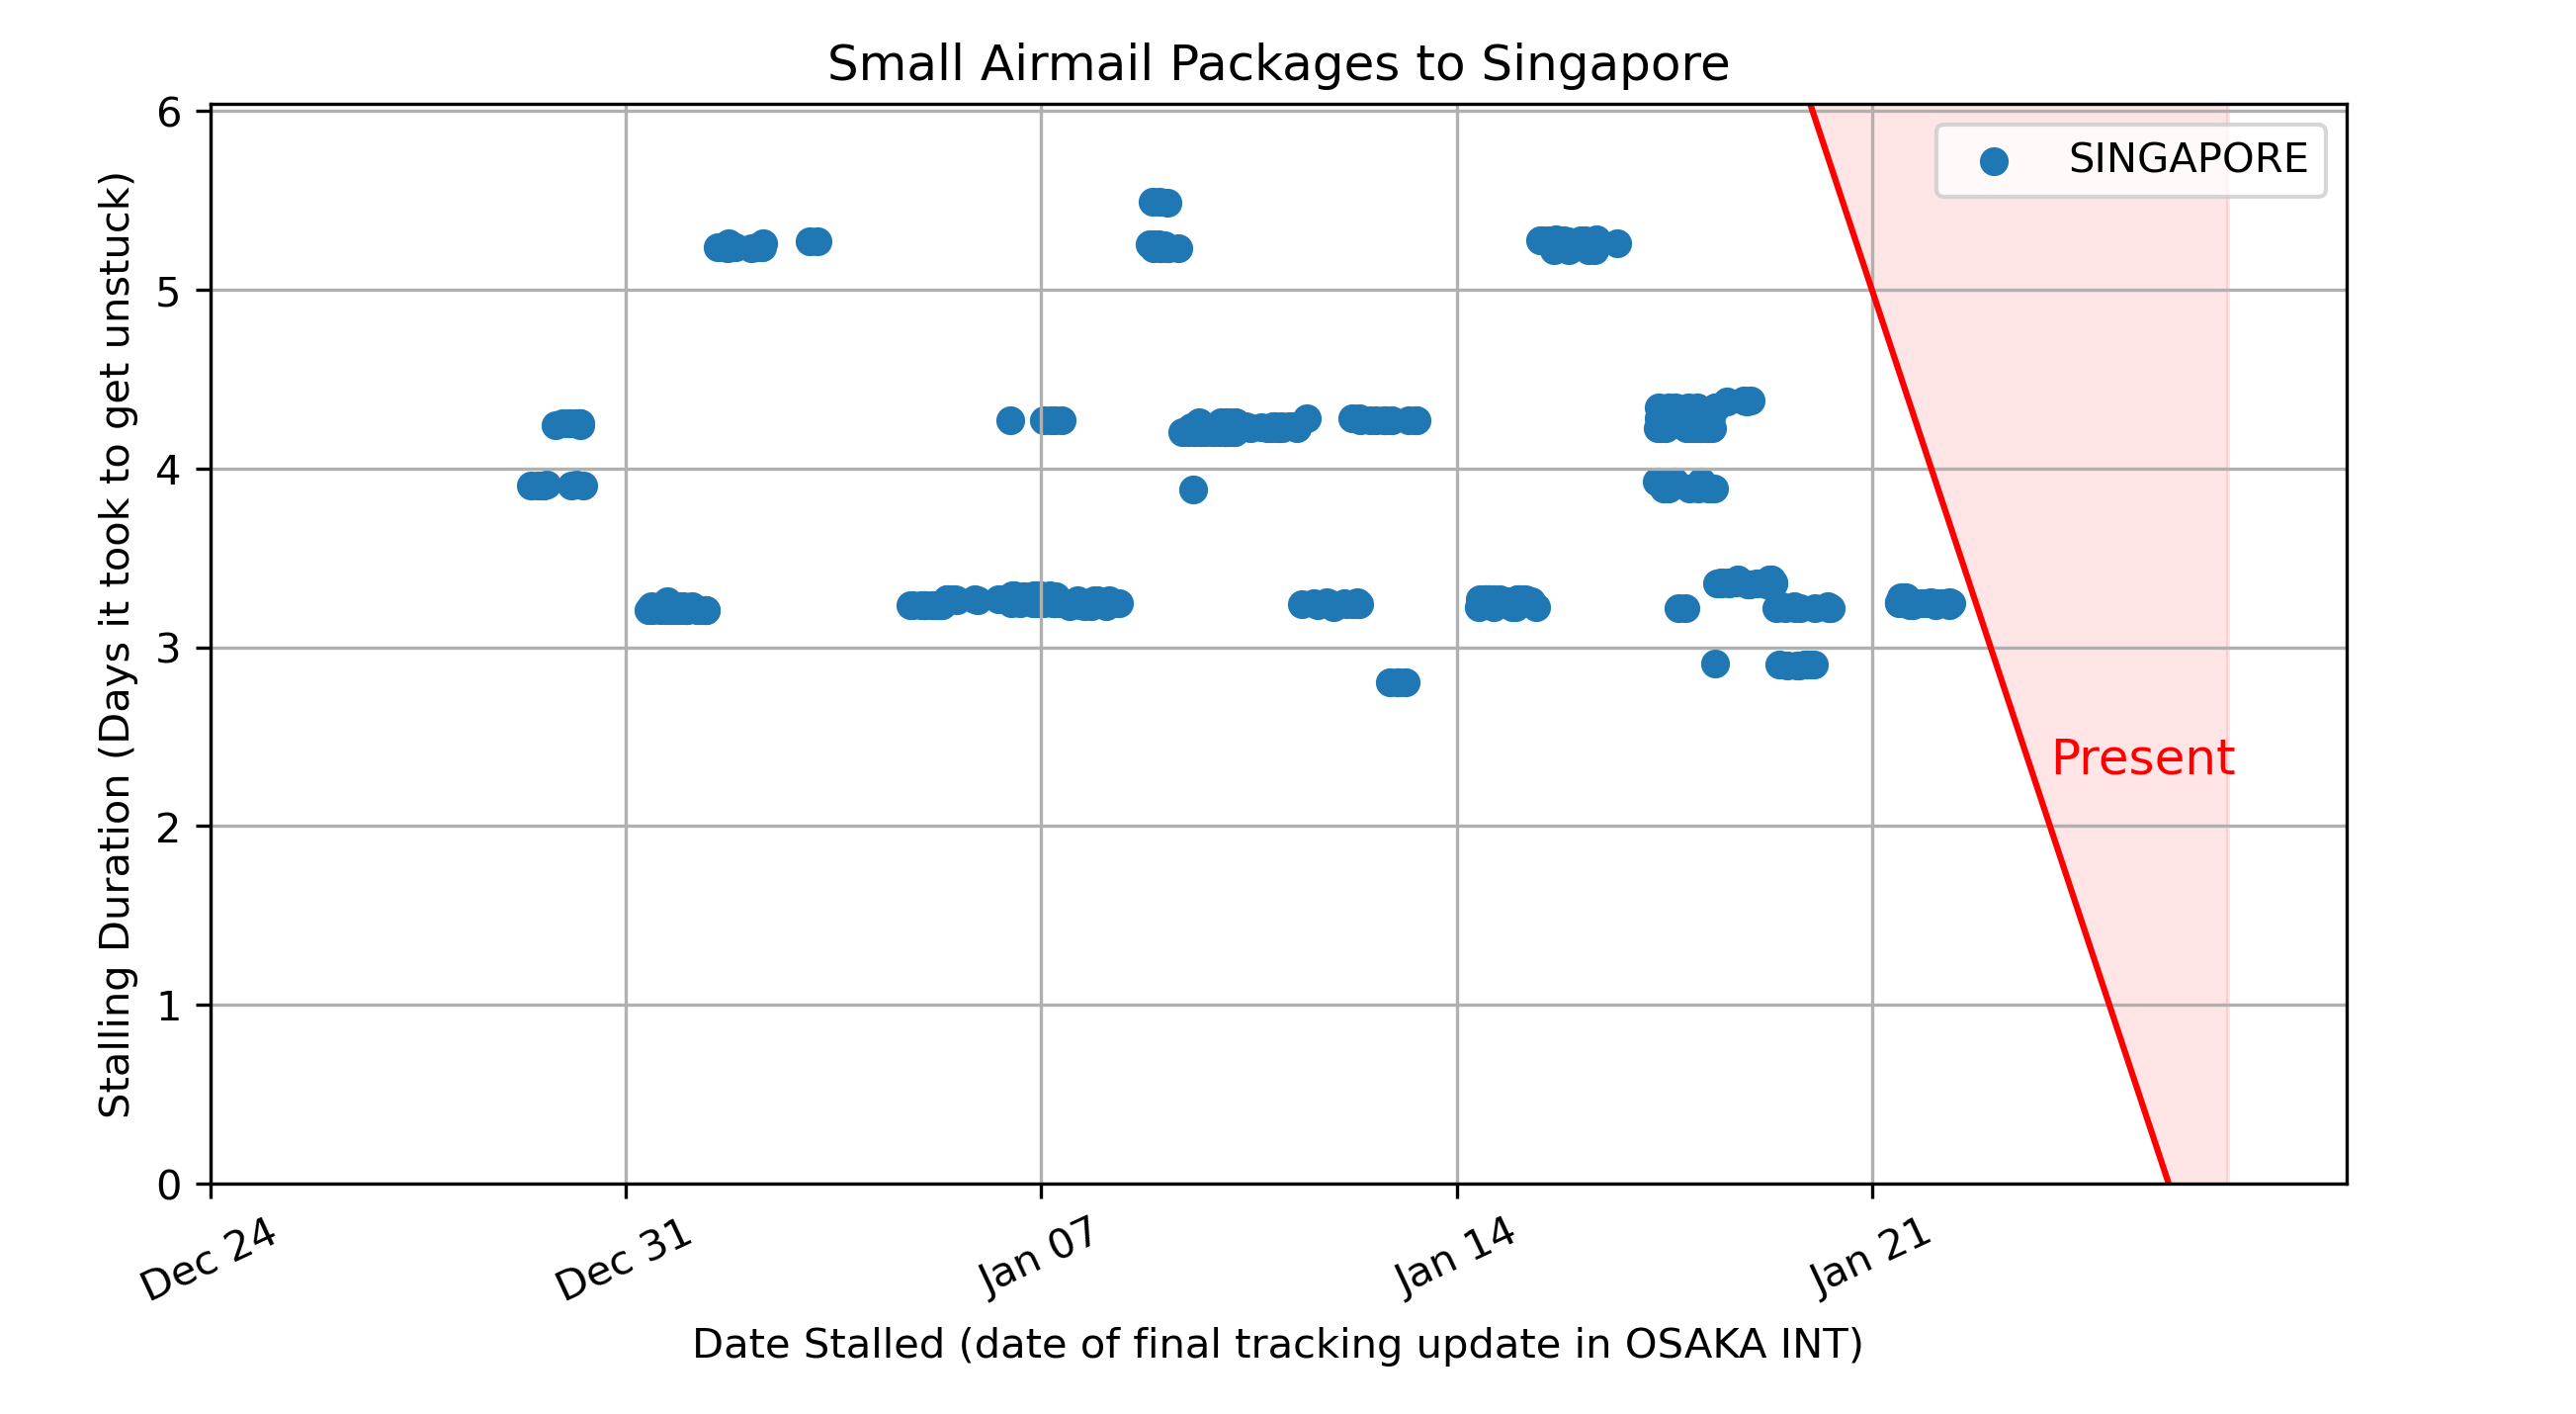 Small Airmail Packages to Singapore
Stalling Duration (Days it took to get unstuck)
6
5
4
3
2
1
0
SINGAPORE
Present
Dec 24
Dec 31
Jan 07
Jan 14
Jan 21
Date Stalled (date of final tracking update in OSAKA INT)